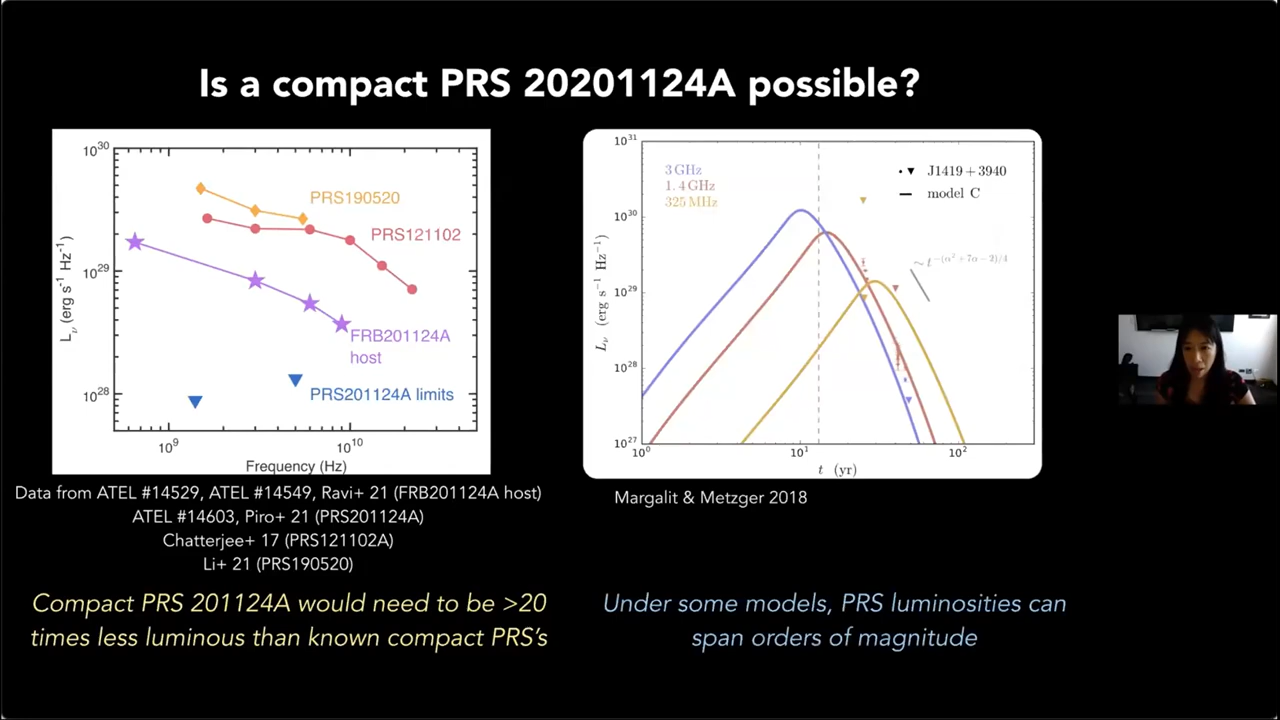 Is a compact PRS 20201124A possible?
10^30
10^29
10^28
L_ν (erg s^-1 Hz^-1)
PRS190520
PRS121102
FRB201124A
host
PRS201124A limits
10^9
10^10
Frequency (Hz)
10^31
10^30
10^29
10^28
10^27
L_ν (erg s^-1 Hz^-1)
3 GHz
1.4 GHz
325 MHz
J1419+3940
model C
~ t^-(α²+7α-2)/4
10^0
10^1
10^2
t (yr)
Data from ATEL #14529, ATEL #14549, Ravi+ 21 (FRB201124A host)
ATEL #14603, Piro+ 21 (PRS201124A)
Chatterjee+ 17 (PRS121102A)
Li+ 21 (PRS190520)
Margalit & Metzger 2018
Compact PRS 201124A would need to be >20
times less luminous than known compact PRS’s
Under some models, PRS luminosities can
span orders of magnitude